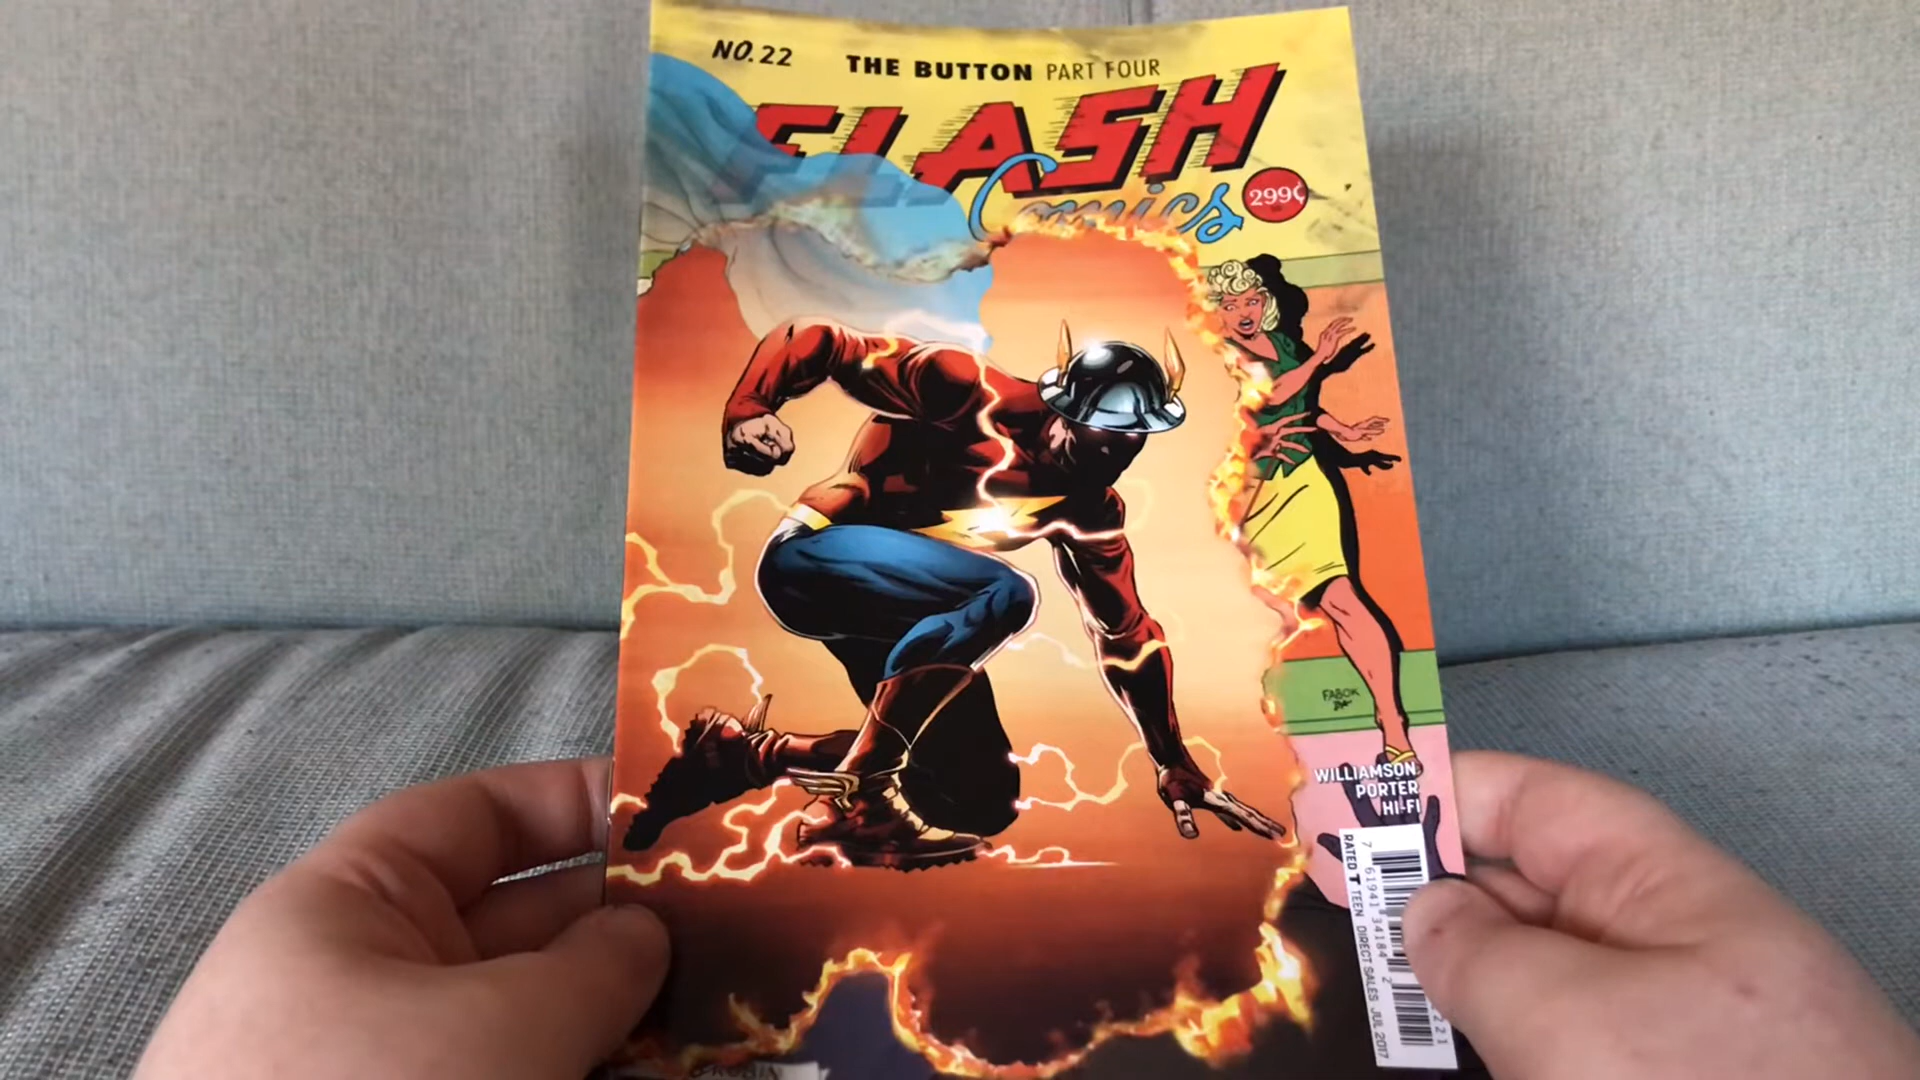 NO. 22
THE BUTTON PART FOUR
FLASH
Comics
299¢
FABOK
WILLIAMSON
PORTER
HI-FI
RATED T TEEN DIRECT SALES JUL 2017
7 61941 34184 2